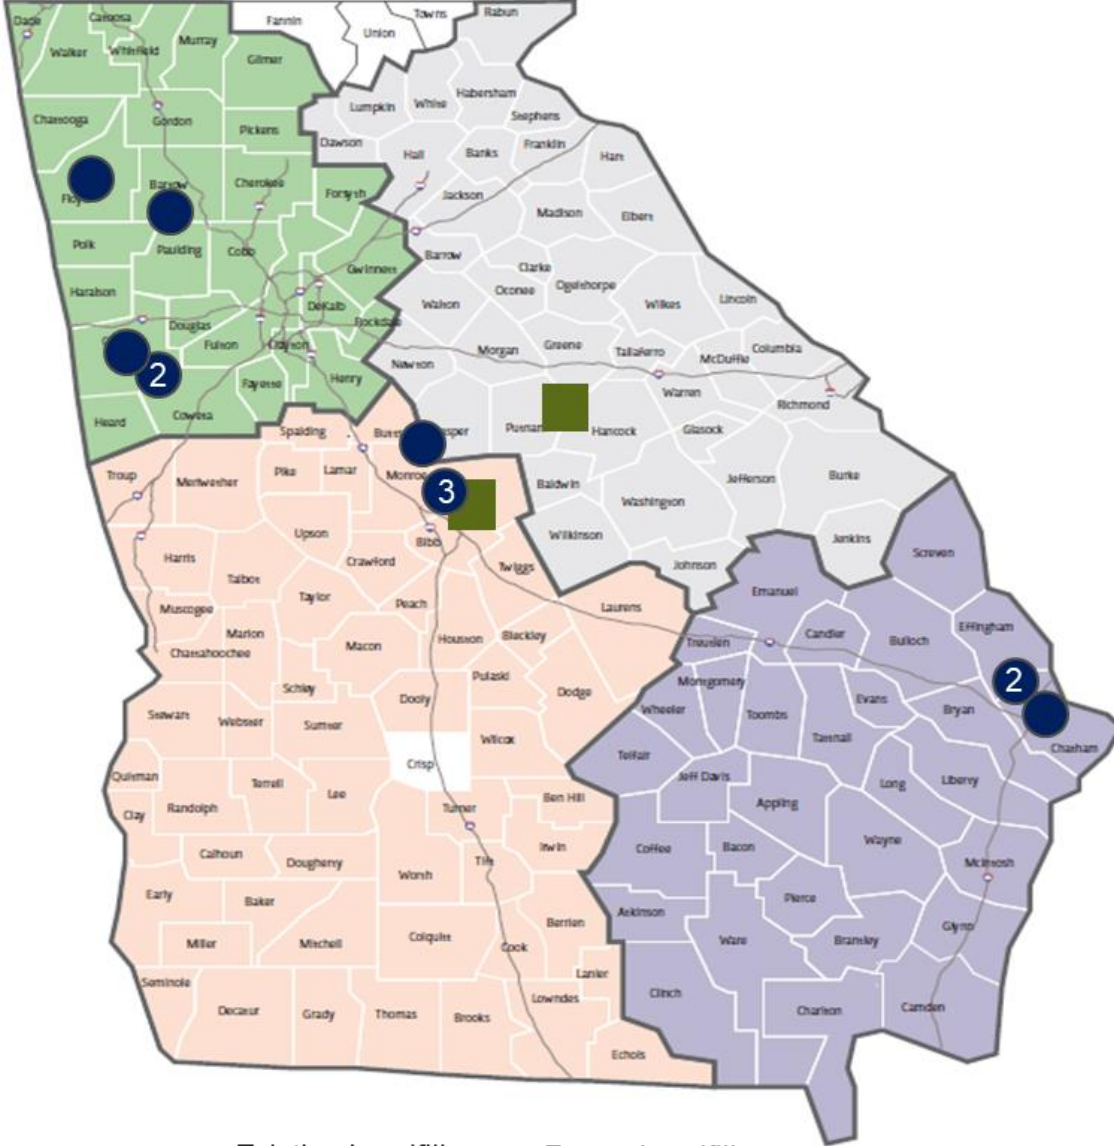 Towns
Rabun
Dade
Catoosa
Fannin
Union
Walker
Whitfield
Murray
Gilmer
Lumpkin
White
Habersham
Stephens
Chattooga
Gordon
Pickens
Dawson
Hall
Banks
Franklin
Hart
Bartow
Cherokee
Forsyth
Jackson
Madison
Elbert
Polk
Paulding
Cobb
Gwinnett
Barrow
Clarke
Oconee
Oglethorpe
Haralson
Walton
Wilkes
Lincoln
DeKalb
Douglas
Rockdale
Fulton
Clayton
Newton
Morgan
Greene
Taliaferro
McDuffie
Columbia
2
Fayette
Henry
Warren
Richmond
Heard
Coweta
Spalding
Putnam
Hancock
Glascock
Troup
Meriwether
Pike
Lamar
Monroe
3
Baldwin
Washington
Jefferson
Burke
Upson
Bibb
Wilkinson
Jenkins
Screven
Harris
Talbot
Crawford
Twiggs
Johnson
Emanuel
Muscogee
Taylor
Peach
Laurens
Marion
Chattahoochee
Macon
Houston
Bleckley
Treutlen
Candler
Bulloch
Effingham
2
Schley
Dooly
Pulaski
Dodge
Montgomery
Wheeler
Toombs
Evans
Bryan
Stewart
Webster
Sumter
Wilcox
Telfair
Tattnall
Chatham
Quitman
Crisp
Jeff Davis
Long
Liberty
Clay
Randolph
Terrell
Lee
Turner
Ben Hill
Appling
Wayne
Calhoun
Dougherty
Worth
Tift
Irwin
Coffee
Bacon
McIntosh
Early
Baker
Atkinson
Pierce
Miller
Mitchell
Colquitt
Cook
Berrien
Ware
Brantley
Glynn
Seminole
Decatur
Grady
Thomas
Brooks
Lanier
Lowndes
Clinch
Charlton
Camden
Echols